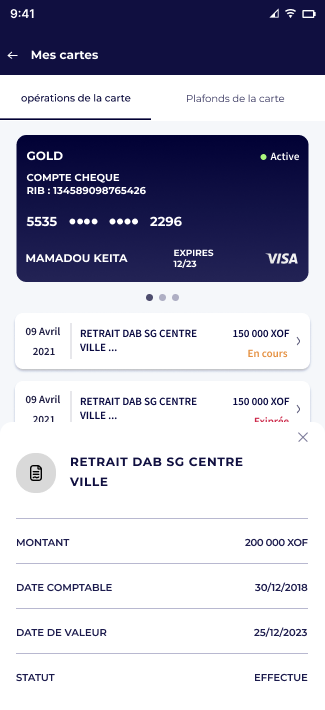 9:41
Mes cartes
opérations de la carte
Plafonds de la carte
GOLD
Active
COMPTE CHEQUE
RIB : 134589098765426
5535 •••• •••• 2296
MAMADOU KEITA
EXPIRES
12/23
VISA
09 Avril
2021
RETRAIT DAB SG CENTRE
VILLE ...
150 000 XOF
En cours
09 Avril
2021
RETRAIT DAB SG CENTRE
VILLE ...
150 000 XOF
Expirée
RETRAIT DAB SG CENTRE
VILLE
MONTANT
200 000 XOF
DATE COMPTABLE
30/12/2018
DATE DE VALEUR
25/12/2023
STATUT
EFFECTUE